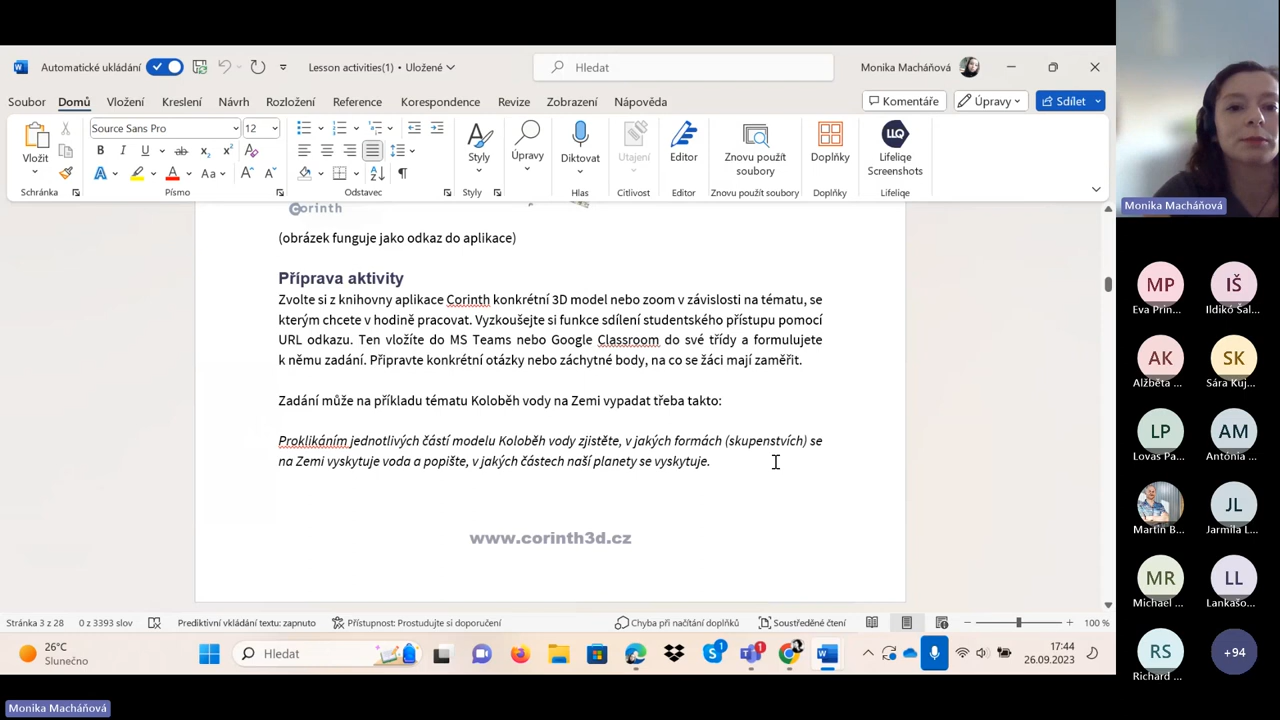 Automatické ukládání
Lesson activities(1) • Uložené
Hledat
Monika Macháňová
Soubor Domů Vložení Kreslení Návrh Rozložení Reference Korespondence Revize Zobrazení Nápověda
Komentáře Úpravy Sdílet
Vložit
Source Sans Pro 12
Styly
Úpravy
Diktovat
Utajení
Editor
Znovu použít
soubory
Doplňky
Lifeliqe
Screenshots
LLQ
Schránka Písmo Odstavec Styly Hlas Citlivost Editor Znovu použít soubory Doplňky Lifeliqe
Corinth
(obrázek funguje jako odkaz do aplikace)
Příprava aktivity
Zvolte si z knihovny aplikace Corinth konkrétní 3D model nebo zoom v závislosti na tématu, se
kterým chcete v hodině pracovat. Vyzkoušejte si funkce sdílení studentského přístupu pomocí
URL odkazu. Ten vložíte do MS Teams nebo Google Classroom do své třídy a formulujete
k němu zadání. Připravte konkrétní otázky nebo záchytné body, na co se žáci mají zaměřit.
Zadání může na příkladu tématu Koloběh vody na Zemi vypadat třeba takto:
Proklikáním jednotlivých částí modelu Koloběh vody zjistěte, v jakých formách (skupenstvích) se
na Zemi vyskytuje voda a popište, v jakých částech naší planety se vyskytuje.
www.corinth3d.cz
Stránka 3 z 28 0 z 3393 slov Prediktivní vkládání textu: zapnuto Přístupnost: Prostudujte si doporučení Chyba při načítání doplňků Soustředěné čtení 100 %
26°C
Slunečno
Hledat
17:44
26.09.2023
Monika Macháňová
MP
Eva Prin...
IŠ
Ildikó Šal...
AK
Alžběta ...
SK
Sára Kuj...
LP
Lovas Pa...
AM
Antónia ...
Martin B...
JL
Jarmila L...
MR
Michael ...
LL
Lankašo...
RS
Richard ...
+94
Monika Macháňová